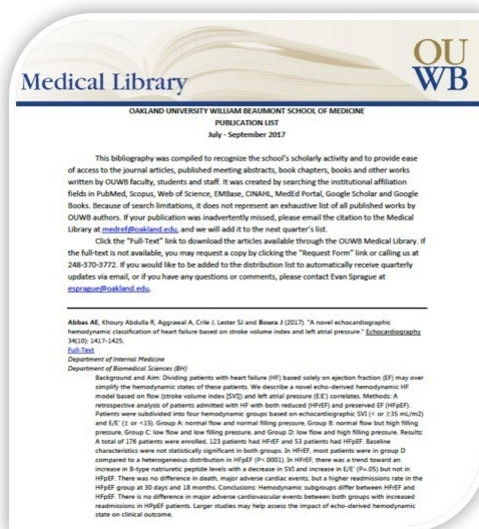 Medical Library
OU
WB
OAKLAND UNIVERSITY WILLIAM BEAUMONT SCHOOL OF MEDICINE
PUBLICATION LIST
July - September 2017
This bibliography was compiled to recognize the school's scholarly activity and to provide ease
of access to the journal articles, published meeting abstracts, book chapters, books and other works
written by OUWB faculty, students and staff. It was created by searching the institutional affiliation
fields in PubMed, Scopus, Web of Science, EMBase, CINAHL, MedEd Portal, Google Scholar and Google
Books. Because of search limitations, it does not represent an exhaustive list of all published works by
OUWB authors. If your publication was inadvertently missed, please email the citation to the Medical
Library at medref@oakland.edu, and we will add it to the next quarter's list.
Click the "Full-Text" link to download the articles available through the OUWB Medical Library. If
the full-text is not available, you may request a copy by clicking the "Request Form" link or calling us at
248-370-3772. If you would like to be added to the distribution list to automatically receive quarterly
updates via email, or if you have any questions or comments, please contact Evan Sprague at
esprague@oakland.edu.
Abbas AE, Khoury Abdulla R, Aggrawal A, Crile J, Lester SJ and Boura J (2017). "A novel echocardiographic
hemodynamic classification of heart failure based on stroke volume index and left atrial pressure." Echocardiography
34(10): 1417-1425.
Full-Text
Department of Internal Medicine
Department of Biomedical Sciences (BH)
Background and Aim: Dividing patients with heart failure (HF) based solely on ejection fraction (EF) may over
simplify the hemodynamic states of these patients. We describe a novel echo-derived hemodynamic HF
model based on flow (stroke volume index [SVI]) and left atrial pressure (E:E') correlates. Methods: A
retrospective analysis of patients admitted with HF with both reduced (HFrEF) and preserved EF (HFpEF).
Patients were subdivided into four hemodynamic groups based on echocardiographic SVI (< or ≥35 mL/m2)
and E/E' (≥ or <15). Group A: normal flow and normal filling pressure, Group B: normal flow but high filling
pressure, Group C: low flow and low filling pressure, and Group D: low flow and high filling pressure. Results:
A total of 176 patients were enrolled, 123 patients had HFrEF and 53 patients had HFpEF. Baseline
characteristics were not statistically significant in both groups. In HFrEF, most patients were in group D
compared to a heterogeneous distribution in HFpEF (P<.0001). In HFrEF, there was a trend toward an
increase in B-type natriuretic peptide levels with a decrease in SVI and increase in E/E' (P=.05) but not in
HFpEF. There was no difference in death, major adverse cardiac events, but a higher readmissions rate in the
HFpEF group at 30 days and 18 months. Conclusions: Hemodynamic subgroups differ between HFrEF and
HFpEF. There is no difference in major adverse cardiovascular events between both groups with increased
readmissions in HFpEF patients. Larger studies may help assess the impact of echo-derived hemodynamic
state on clinical outcome.